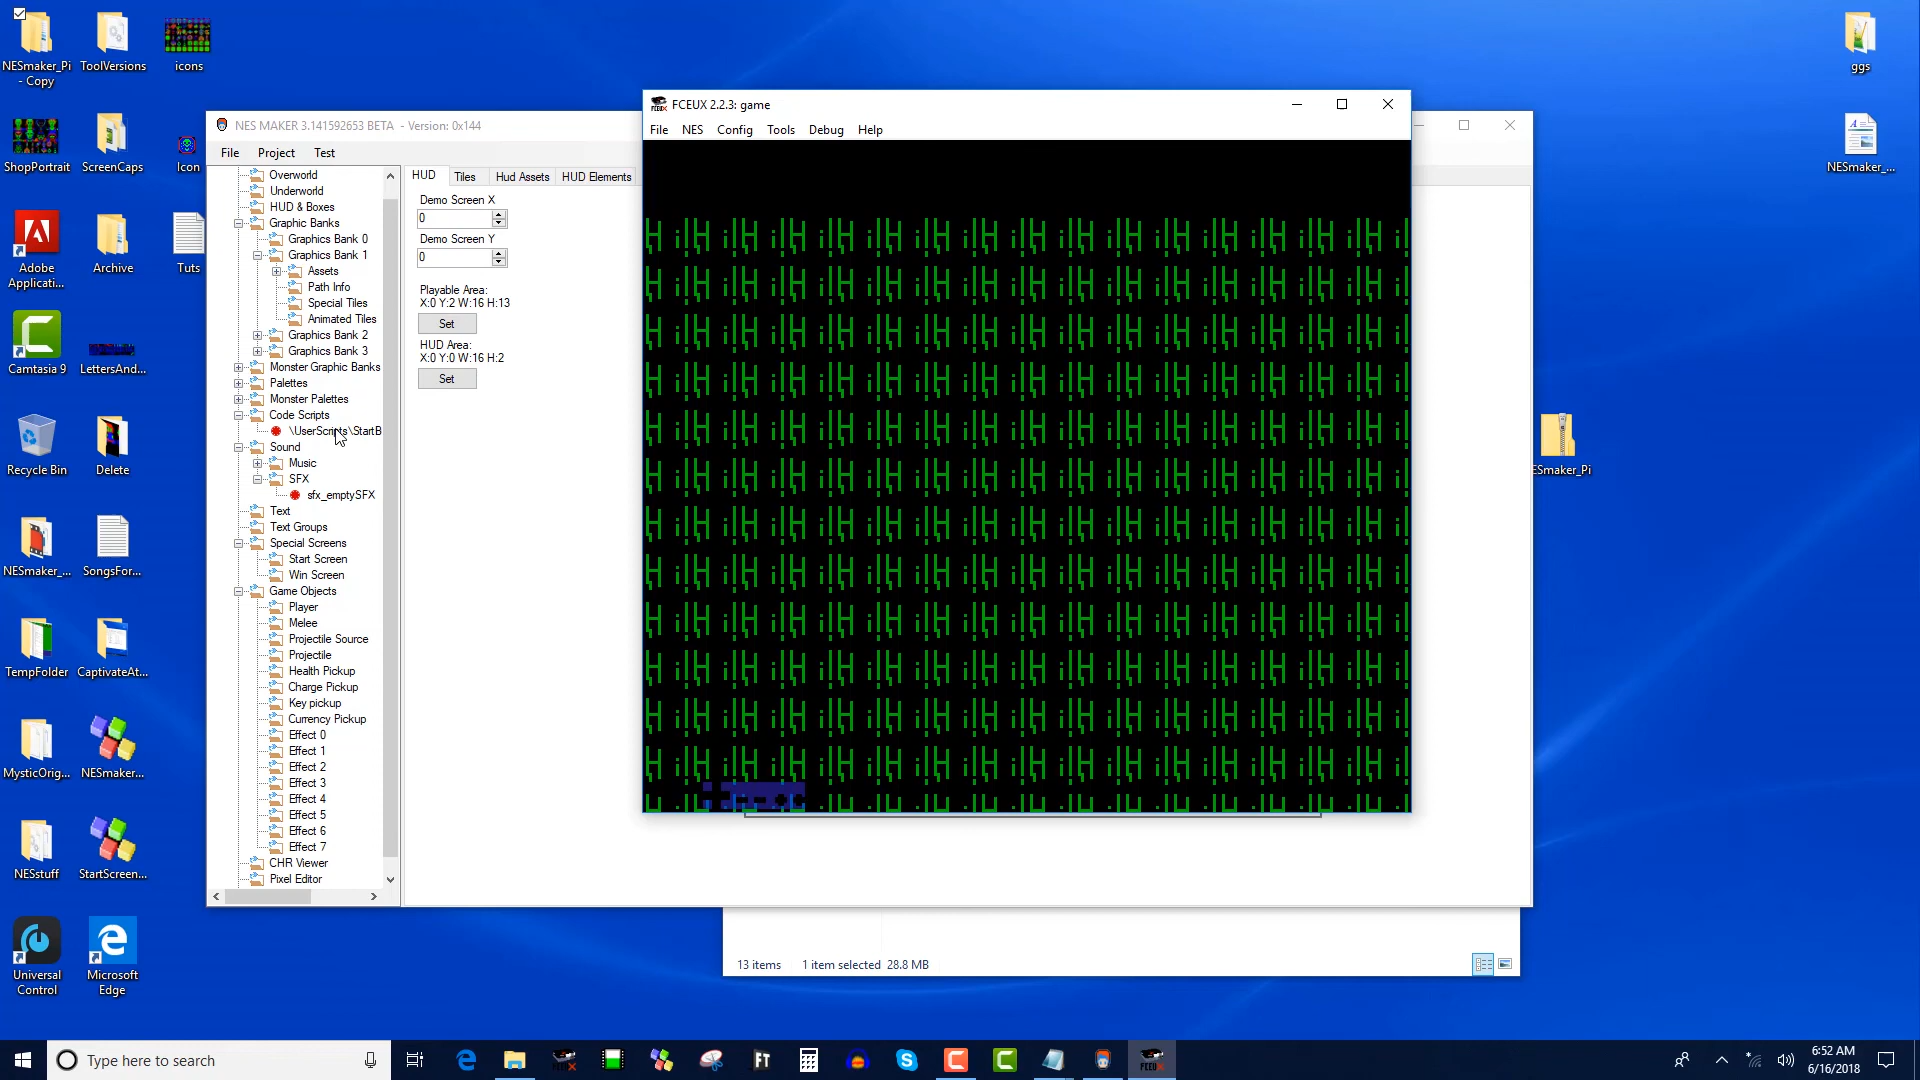 NESmaker_Pi
- Copy
ToolVersions
icons
ShopPortrait
ScreenCaps
Icon
Adobe
Applicati...
Archive
Tuts
Camtasia 9
LettersAnd...
Recycle Bin
Delete
NESmaker_...
SongsFor...
TempFolder
CaptivateAt...
MysticOrig...
NESmaker...
NESstuff
StartScreen...
Universal
Control
Microsoft
Edge
NES MAKER 3.141592653 BETA - Version: 0x144
File Project Test
Overworld
Underworld
HUD & Boxes
Graphic Banks
Graphics Bank 0
Graphics Bank 1
Assets
Path Info
Special Tiles
Animated Tiles
Graphics Bank 2
Graphics Bank 3
Monster Graphic Banks
Palettes
Monster Palettes
Code Scripts
\UserScripts\StartB
Sound
Music
SFX
sfx_emptySFX
Text
Text Groups
Special Screens
Start Screen
Win Screen
Game Objects
Player
Melee
Projectile Source
Projectile
Health Pickup
Charge Pickup
Key pickup
Currency Pickup
Effect 0
Effect 1
Effect 2
Effect 3
Effect 4
Effect 5
Effect 6
Effect 7
CHR Viewer
Pixel Editor
HUD Tiles Hud Assets HUD Elements
Demo Screen X
0
Demo Screen Y
0
Playable Area:
X:0 Y:2 W:16 H:13
Set
HUD Area:
X:0 Y:0 W:16 H:2
Set
FCEUX 2.2.3: game
File NES Config Tools Debug Help
13 items 1 item selected 28.8 MB
ggs
NESmaker_...
ESmaker_Pi
Type here to search
FT
FCEUX
6:52 AM
6/16/2018